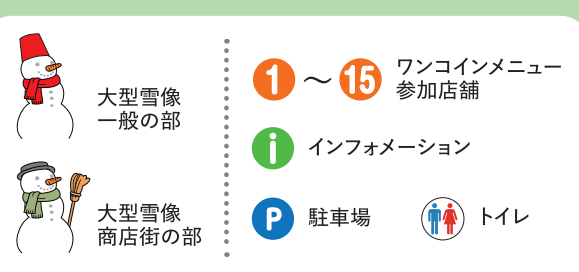 大型雪像
一般の部
大型雪像
商店街の部
1 〜 15 ワンコインメニュー
参加店舗
i インフォメーション
P 駐車場 トイレ